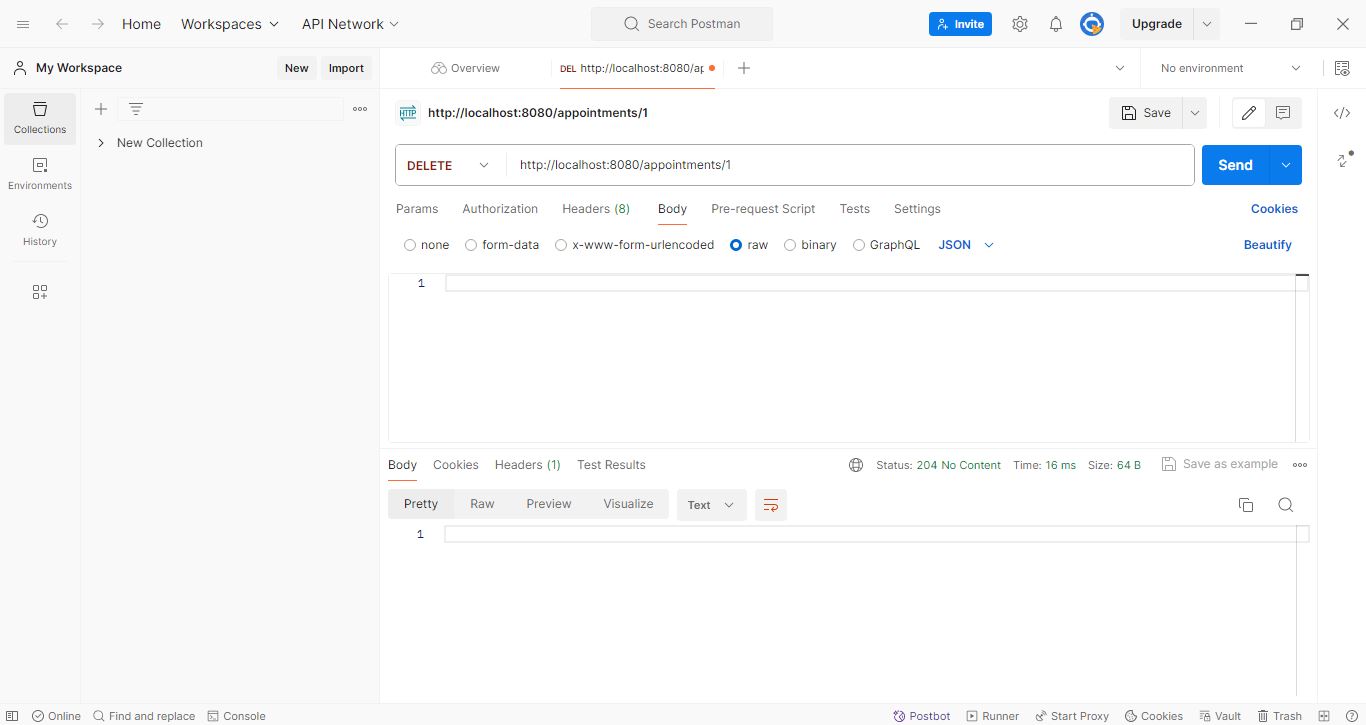 Home Workspaces API Network Search Postman Invite Upgrade
My Workspace New Import Overview DEL http://localhost:8080/ap No environment
HTTP http://localhost:8080/appointments/1 Save
Collections
New Collection
DELETE http://localhost:8080/appointments/1 Send
Environments
Params Authorization Headers (8) Body Pre-request Script Tests Settings Cookies
History
none form-data x-www-form-urlencoded raw binary GraphQL JSON Beautify
1
Body Cookies Headers (1) Test Results Status: 204 No Content Time: 16 ms Size: 64 B Save as example
Pretty Raw Preview Visualize Text
1
Online Find and replace Console Postbot Runner Start Proxy Cookies Vault Trash